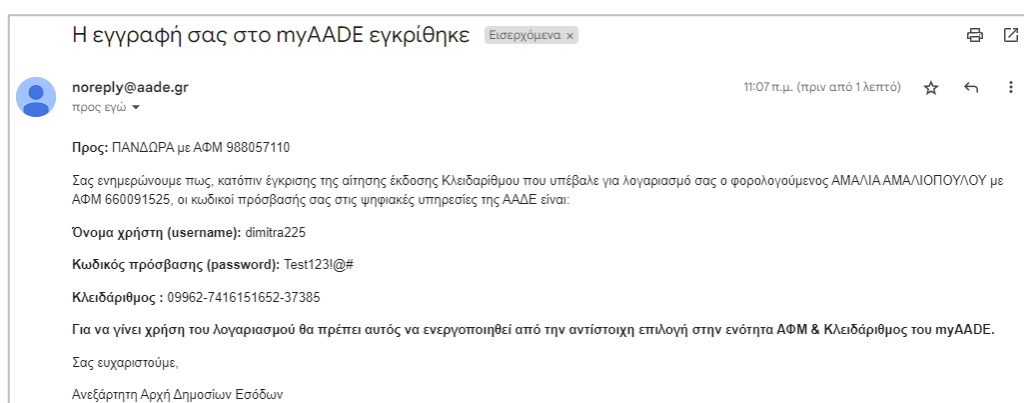 Η εγγραφή σας στο myAADE εγκρίθηκε Εισερχόμενα ×
noreply@aade.gr 11:07 π.μ. (πριν από 1 λεπτό)
προς εγώ
Προς: ΠΑΝΔΩΡΑ με ΑΦΜ 988057110
Σας ενημερώνουμε πως, κατόπιν έγκρισης της αίτησης έκδοσης Κλειδαρίθμου που υπέβαλε για λογαριασμό σας ο φορολογούμενος ΑΜΑΛΙΑ ΑΜΑΛΙΟΠΟΥΛΟΥ με
ΑΦΜ 660091525, οι κωδικοί πρόσβασής σας στις ψηφιακές υπηρεσίες της ΑΑΔΕ είναι:
Όνομα χρήστη (username): dimitra225
Κωδικός πρόσβασης (password): Test123!@#
Κλειδάριθμος : 09962-7416151652-37385
Για να γίνει χρήση του λογαριασμού θα πρέπει αυτός να ενεργοποιηθεί από την αντίστοιχη επιλογή στην ενότητα ΑΦΜ & Κλειδάριθμος του myAADE.
Σας ευχαριστούμε,
Ανεξάρτητη Αρχή Δημοσίων Εσόδων